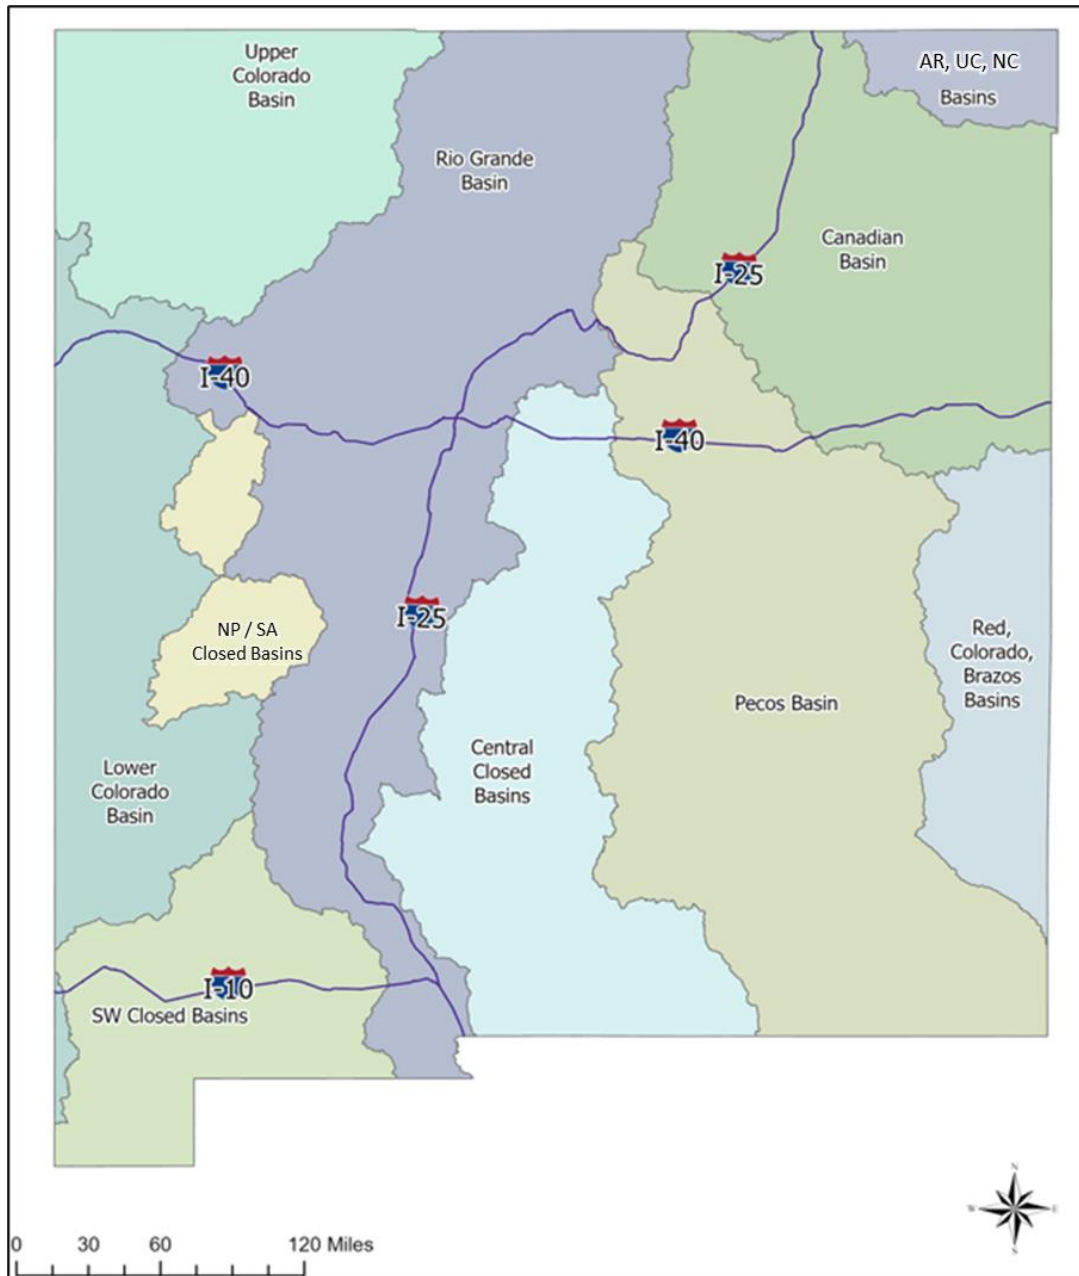 Upper
Colorado
Basin
AR, UC, NC
Basins
Rio Grande
Basin
Canadian
Basin
I-25
I-40
I-40
NP / SA
Closed Basins
I-25
Red,
Colorado,
Brazos
Basins
Pecos Basin
Central
Closed
Basins
Lower
Colorado
Basin
I-10
SW Closed Basins
N
W
E
S
0 30 60 120 Miles